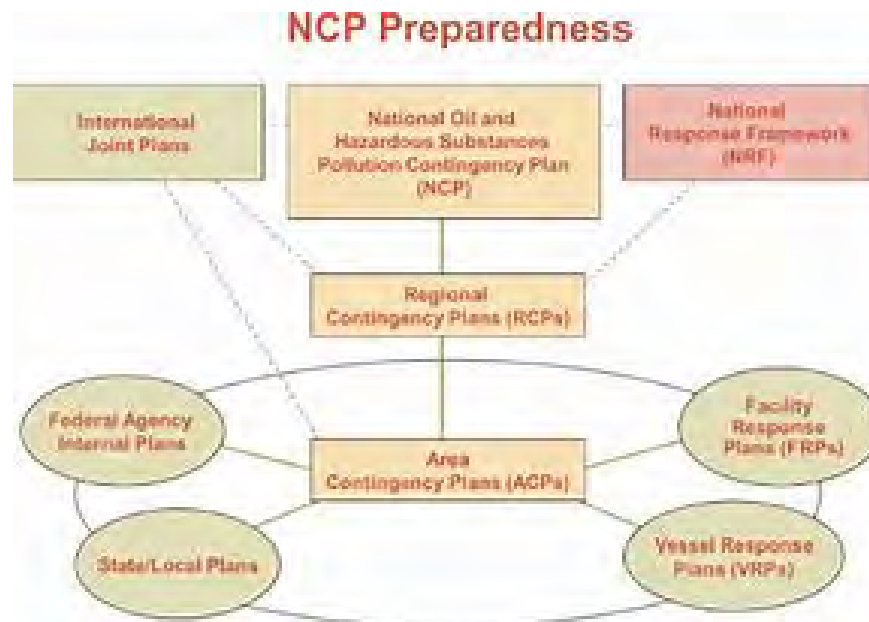 NCP Preparedness
International
Joint Plans
National Oil and
Hazardous Substances
Pollution Contingency Plan
(NCP)
National
Response Framework
(NRF)
Regional
Contingency Plans (RCPs)
Federal Agency
Internal Plans
Facility
Response
Plans (FRPs)
Area
Contingency Plans (ACPs)
State/Local Plans
Vessel Response
Plans (VRPs)